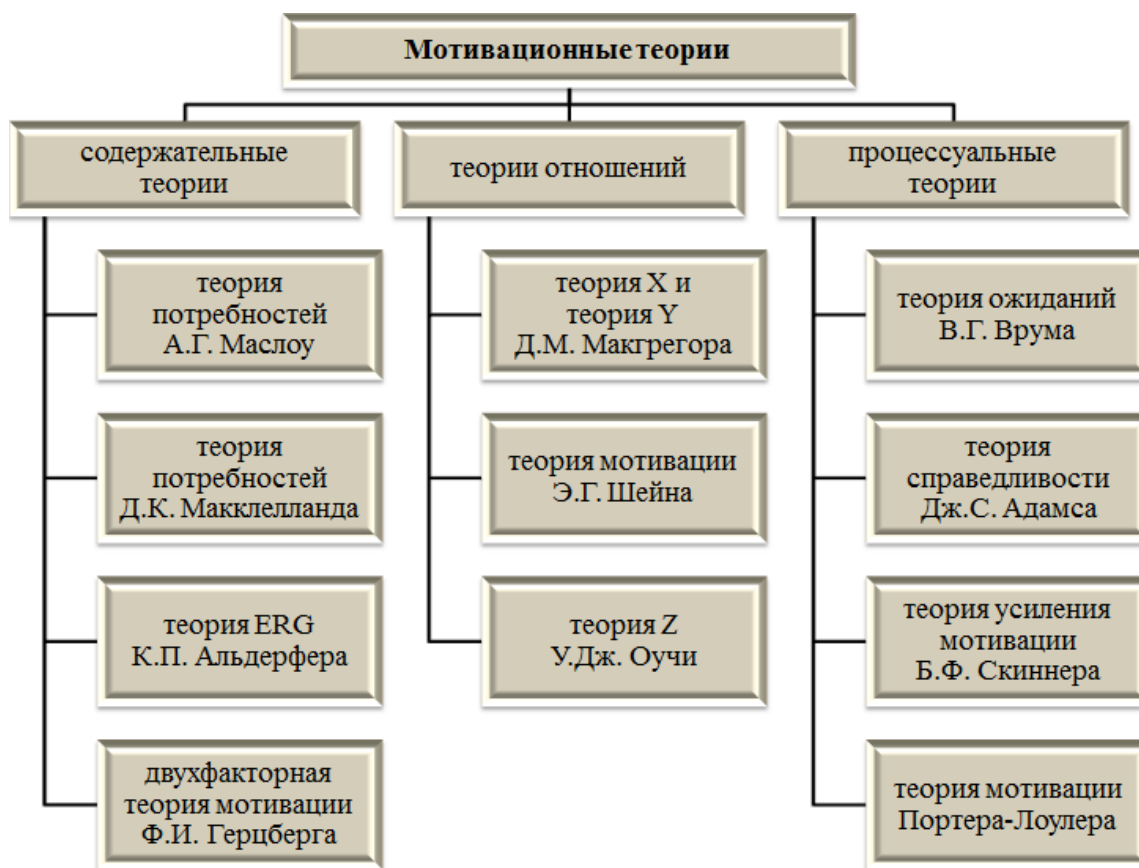 Мотивационные теории
содержательные
теории
теория
потребностей
А.Г. Маслоу
теория
потребностей
Д.К. Макклелланда
теория ERG
К.П. Альдерфера
двухфакторная
теория мотивации
Ф.И. Герцберга
теории отношений
теория X и
теория Y
Д.М. Макгрегора
теория мотивации
Э.Г. Шейна
теория Z
У.Дж. Оучи
процессуальные
теории
теория ожиданий
В.Г. Врума
теория
справедливости
Дж.С. Адамса
теория усиления
мотивации
Б.Ф. Скиннера
теория мотивации
Портера-Лоулера